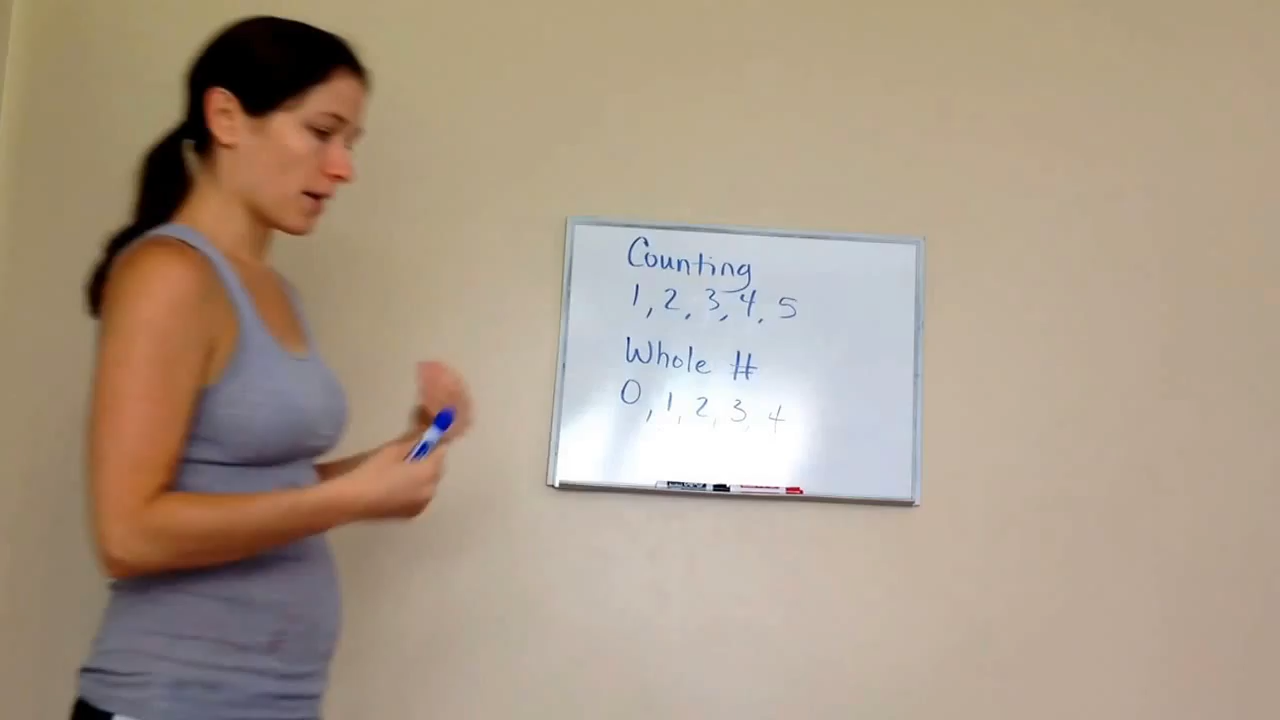 Counting
1, 2, 3, 4, 5
Whole #
0, 1, 2, 3, 4